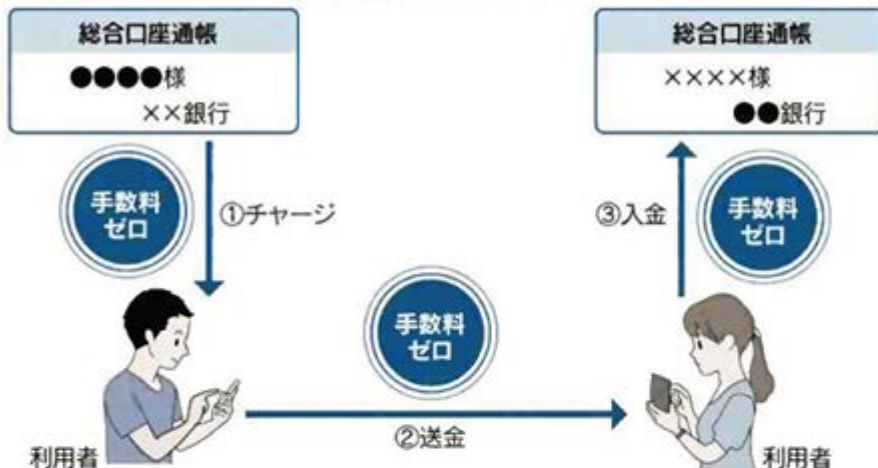 総合口座通帳
●●●●様
××銀行
総合口座通帳
××××様
●●銀行
手数料
ゼロ
①チャージ
③入金
手数料
ゼロ
手数料
ゼロ
②送金
利用者
利用者